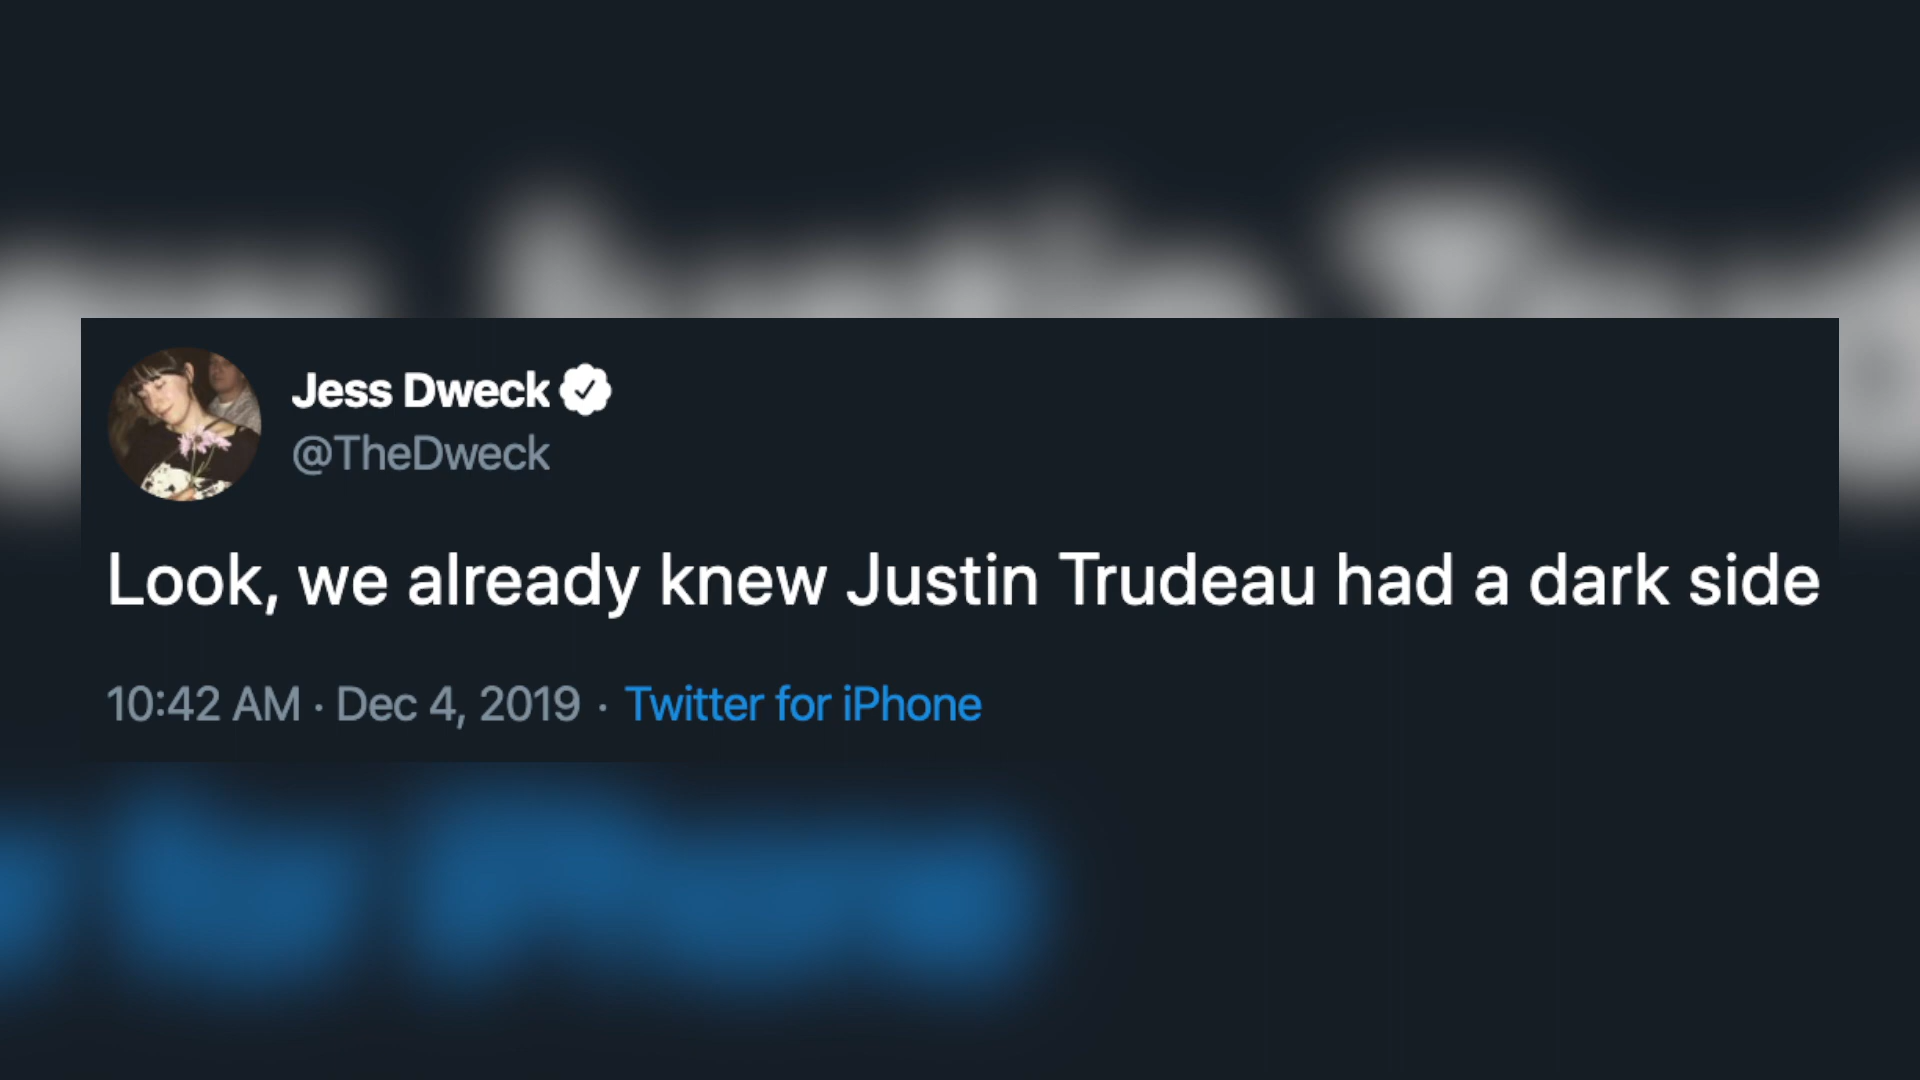 Jess Dweck
@TheDweck
Look, we already knew Justin Trudeau had a dark side
10:42 AM · Dec 4, 2019 · Twitter for iPhone